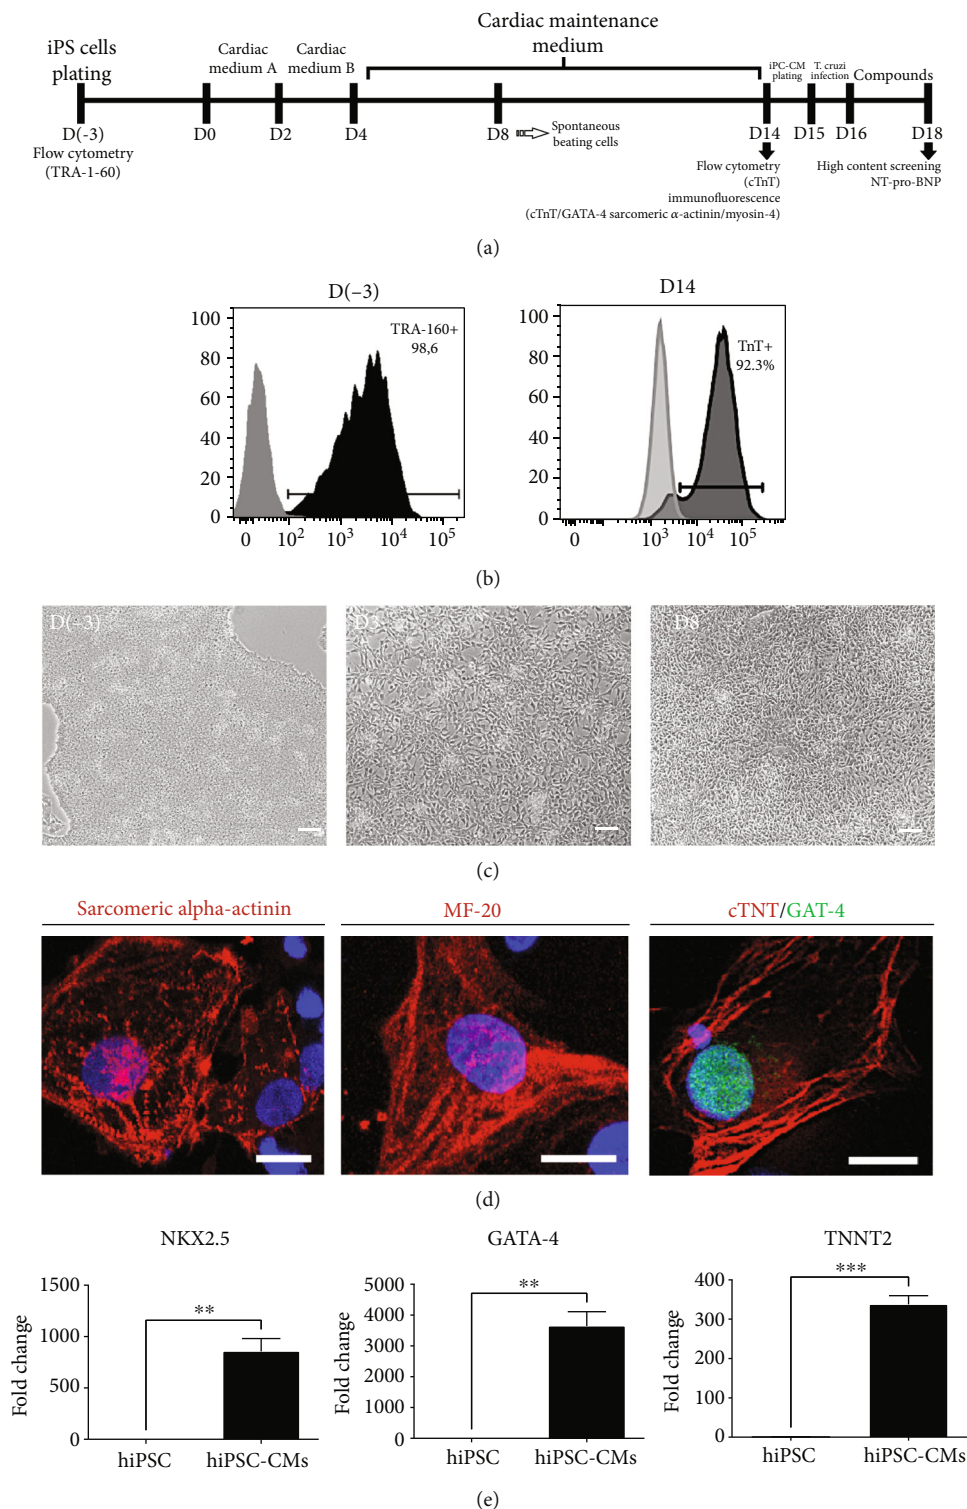 Cardiac maintenance
medium
iPS cells
plating
Cardiac
medium A
Cardiac
medium B
iPC-CM
plating
T. cruzi
infection
Compounds
D(-3)
D0
D2
D4
D8
D14
D15
D16
D18
Flow cytometry
(TRA-1-60)
Spontaneous
beating cells
Flow cytometry
(cTnT)
immunofluorescence
(cTnT/GATA-4 sarcomeric α-actinin/myosin-4)
High content screening
NT-pro-BNP
(a)
D(−3)
100
80
60
40
20
0
TRA-160+
98,6
0 10² 10³ 10⁴ 10⁵
D14
100
80
60
40
20
0
TnT+
92.3%
0 10³ 10⁴ 10⁵
(b)
D(−3)
D3
D8
(c)
Sarcomeric alpha-actinin
MF-20
cTNT/GAT-4
(d)
NKX2.5
Fold change
1500
1000
500
0
**
hiPSC hiPSC-CMs
GATA-4
Fold change
5000
4000
3000
2000
1000
0
**
hiPSC hiPSC-CMs
TNNT2
Fold change
400
300
200
100
0
***
hiPSC hiPSC-CMs
(e)